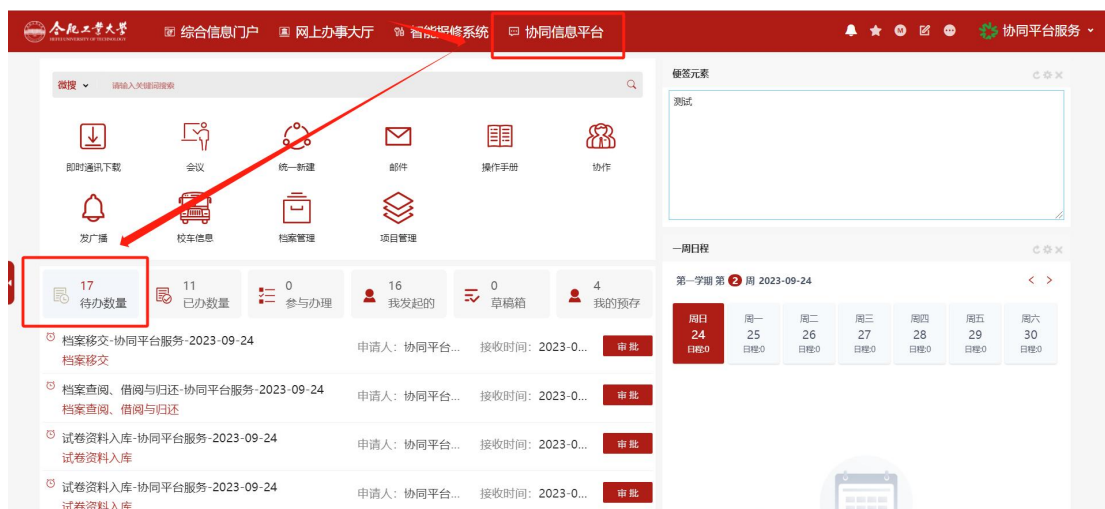 合肥工业大学
HEFEI UNIVERSITY OF TECHNOLOGY
综合信息门户 网上办事大厅 智能报修系统 协同信息平台 协同平台服务
微搜 请输入关键词搜索
即时通讯下载 会议 统一新建 邮件 操作手册 协作
发广播 校车信息 档案管理 项目管理
17 11 0 16 0 4
待办数量 已办数量 参与办理 我发起的 草稿箱 我的预存
档案移交-协同平台服务-2023-09-24 申请人：协同平台... 接收时间：2023-0... 审批
档案移交
档案查阅、借阅与归还-协同平台服务-2023-09-24 申请人：协同平台... 接收时间：2023-0... 审批
档案查阅、借阅与归还
试卷资料入库-协同平台服务-2023-09-24 申请人：协同平台... 接收时间：2023-0... 审批
试卷资料入库
试卷资料入库-协同平台服务-2023-09-24 申请人：协同平台... 接收时间：2023-0... 审批
试卷资料入库
便签元素
测试
一周日程
第一学期 第 2 周 2023-09-24
周日 周一 周二 周三 周四 周五 周六
24 25 26 27 28 29 30
日程:0 日程:0 日程:0 日程:0 日程:0 日程:0 日程:0